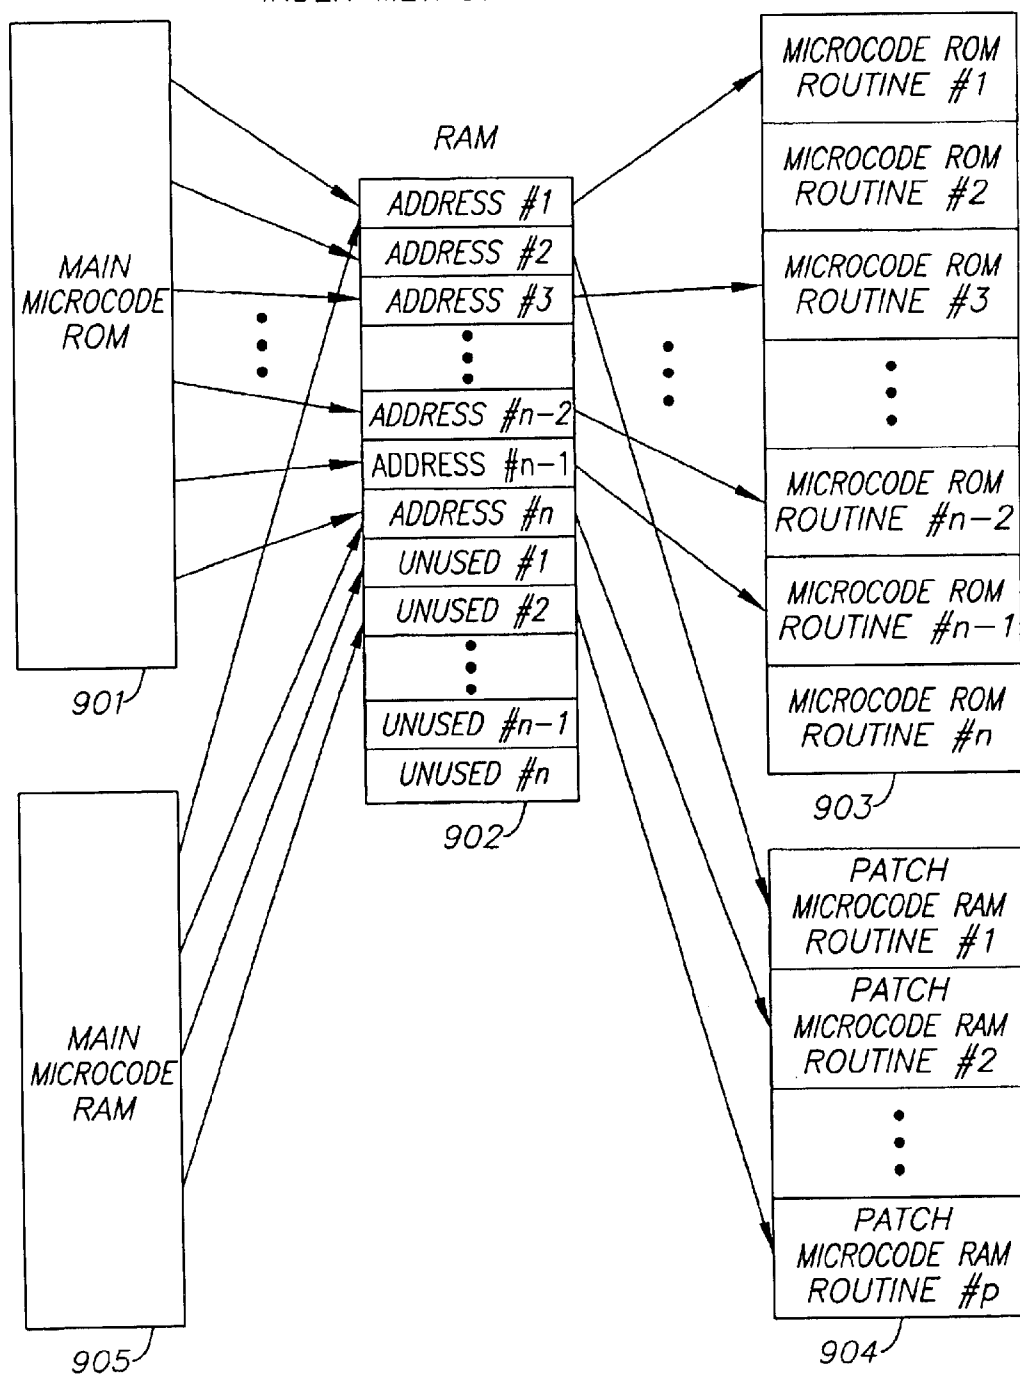 MAIN
MICROCODE
ROM
901
MAIN
MICROCODE
RAM
905
RAM
ADDRESS #1
ADDRESS #2
ADDRESS #3
ADDRESS #n-2
ADDRESS #n-1
ADDRESS #n
UNUSED #1
UNUSED #2
UNUSED #n-1
UNUSED #n
902
MICROCODE ROM
ROUTINE #1
MICROCODE ROM
ROUTINE #2
MICROCODE ROM
ROUTINE #3
MICROCODE ROM
ROUTINE #n-2
MICROCODE ROM
ROUTINE #n-1
MICROCODE ROM
ROUTINE #n
903
PATCH
MICROCODE RAM
ROUTINE #1
PATCH
MICROCODE RAM
ROUTINE #2
PATCH
MICROCODE RAM
ROUTINE #p
904